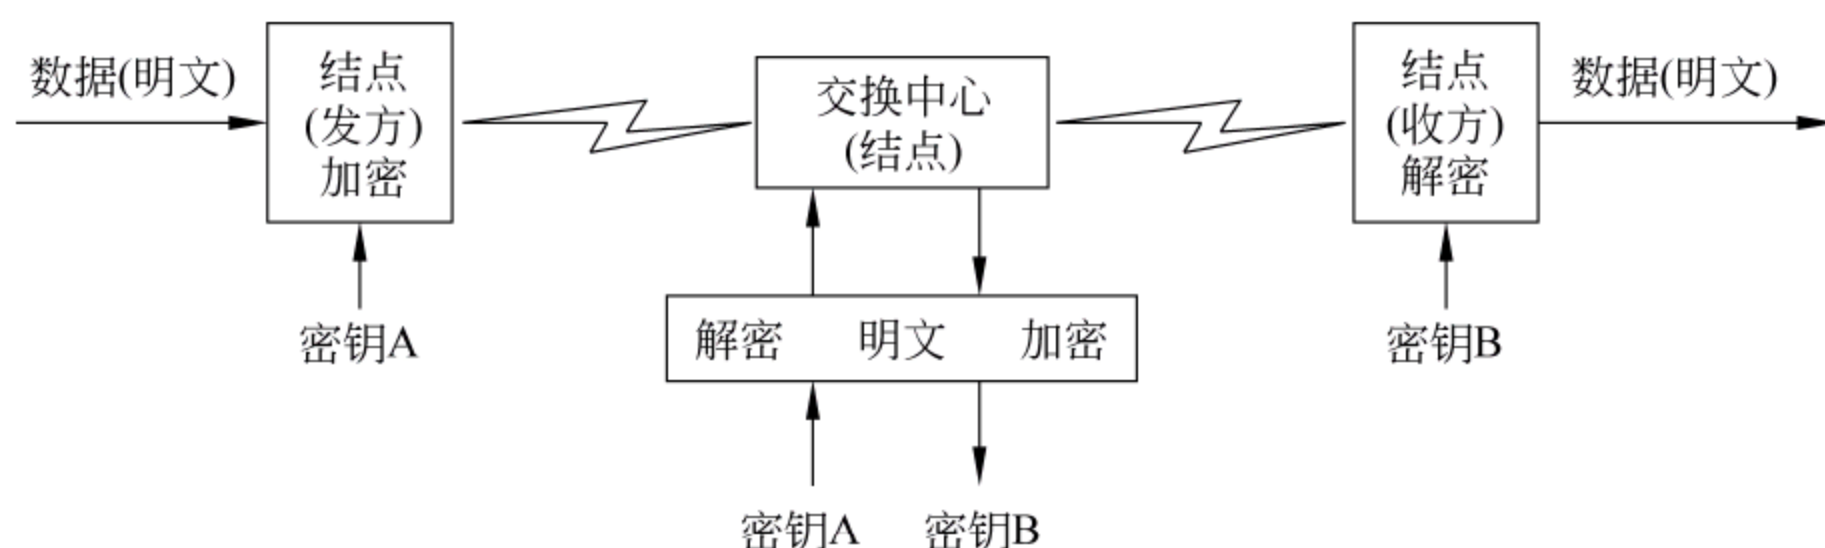 数据(明文)
结点
(发方)
加密
交换中心
(结点)
结点
(收方)
解密
数据(明文)
密钥A
解密 明文 加密
密钥B
密钥A 密钥B